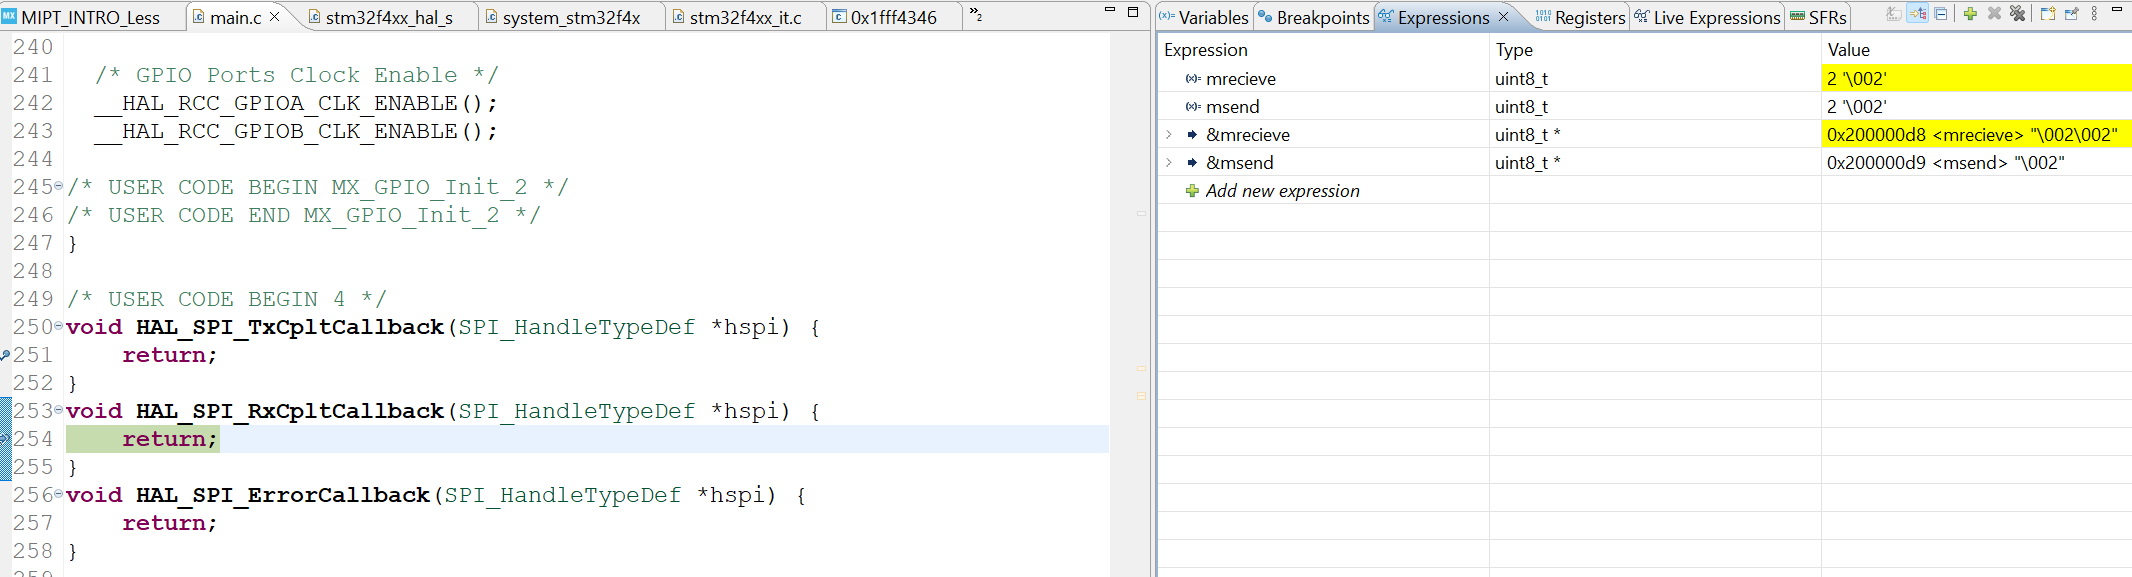 MIPT_INTRO_Less main.c stm32f4xx_hal_s system_stm32f4x stm32f4xx_it.c 0x1fff4346 »2
240
241 /* GPIO Ports Clock Enable */
242 __HAL_RCC_GPIOA_CLK_ENABLE();
243 __HAL_RCC_GPIOB_CLK_ENABLE();
244
245 /* USER CODE BEGIN MX_GPIO_Init_2 */
246 /* USER CODE END MX_GPIO_Init_2 */
247 }
248
249 /* USER CODE BEGIN 4 */
250 void HAL_SPI_TxCpltCallback(SPI_HandleTypeDef *hspi) {
251 return;
252 }
253 void HAL_SPI_RxCpltCallback(SPI_HandleTypeDef *hspi) {
254 return;
255 }
256 void HAL_SPI_ErrorCallback(SPI_HandleTypeDef *hspi) {
257 return;
258 }
259
(x)= Variables Breakpoints Expressions Registers Live Expressions SFRs
Expression Type Value
(x)= mrecieve uint8_t 2 '\002'
(x)= msend uint8_t 2 '\002'
&mrecieve uint8_t * 0x200000d8 <mrecieve> "\002\002"
&msend uint8_t * 0x200000d9 <msend> "\002"
Add new expression